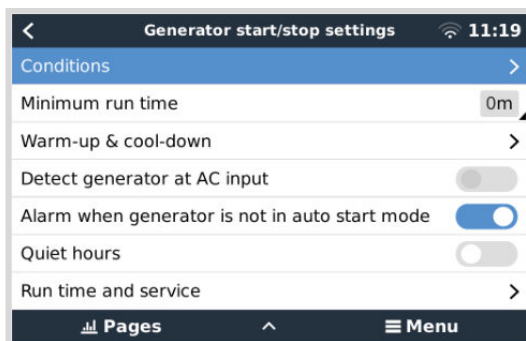 Generator start/stop settings 11:19
Conditions
Minimum run time 0m
Warm-up & cool-down
Detect generator at AC input
Alarm when generator is not in auto start mode
Quiet hours
Run time and service
Pages Menu